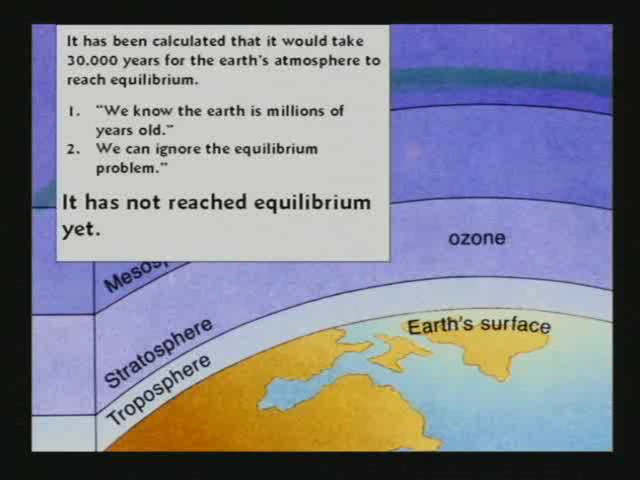 It has been calculated that it would take
30.000 years for the earth's atmosphere to
reach equilibrium.
1. "We know the earth is millions of
years old."
2. We can ignore the equilibrium
problem."
It has not reached equilibrium
yet.
ozone
Earth's surface
Stratosphere
Troposphere